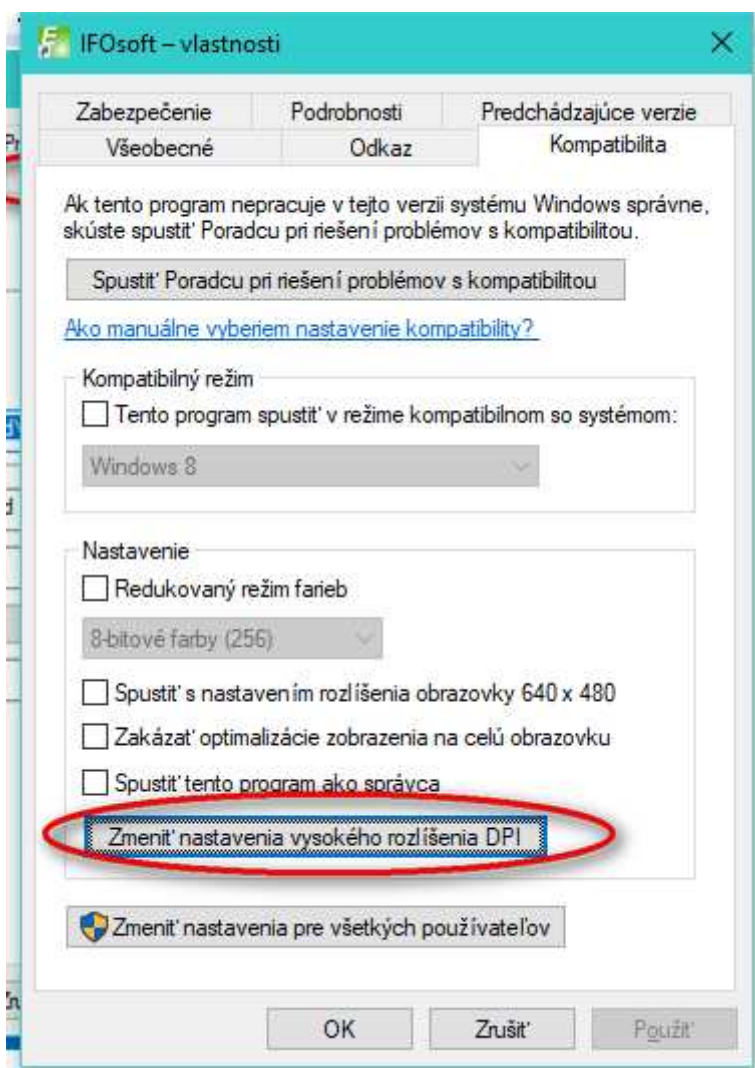 IFOsoft – vlastnosti
Zabezpečenie Podrobnosti Predchádzajúce verzie
Všeobecné Odkaz Kompatibilita
Ak tento program nepracuje v tejto verzii systému Windows správne,
skúste spustiť Poradcu pri riešení problémov s kompatibilitou.
Spustiť Poradcu pri riešení problémov s kompatibilitou
Ako manuálne vyberiem nastavenie kompatibility?
Kompatibilný režim
Tento program spustiť v režime kompatibilnom so systémom:
Windows 8
Nastavenie
Redukovaný režim farieb
8-bitové farby (256)
Spustiť s nastavením rozlíšenia obrazovky 640 x 480
Zakázať optimalizácie zobrazenia na celú obrazovku
Spustiť tento program ako správca
Zmeniť nastavenia vysokého rozlíšenia DPI
Zmeniť nastavenia pre všetkých používateľov
OK Zrušiť Použiť